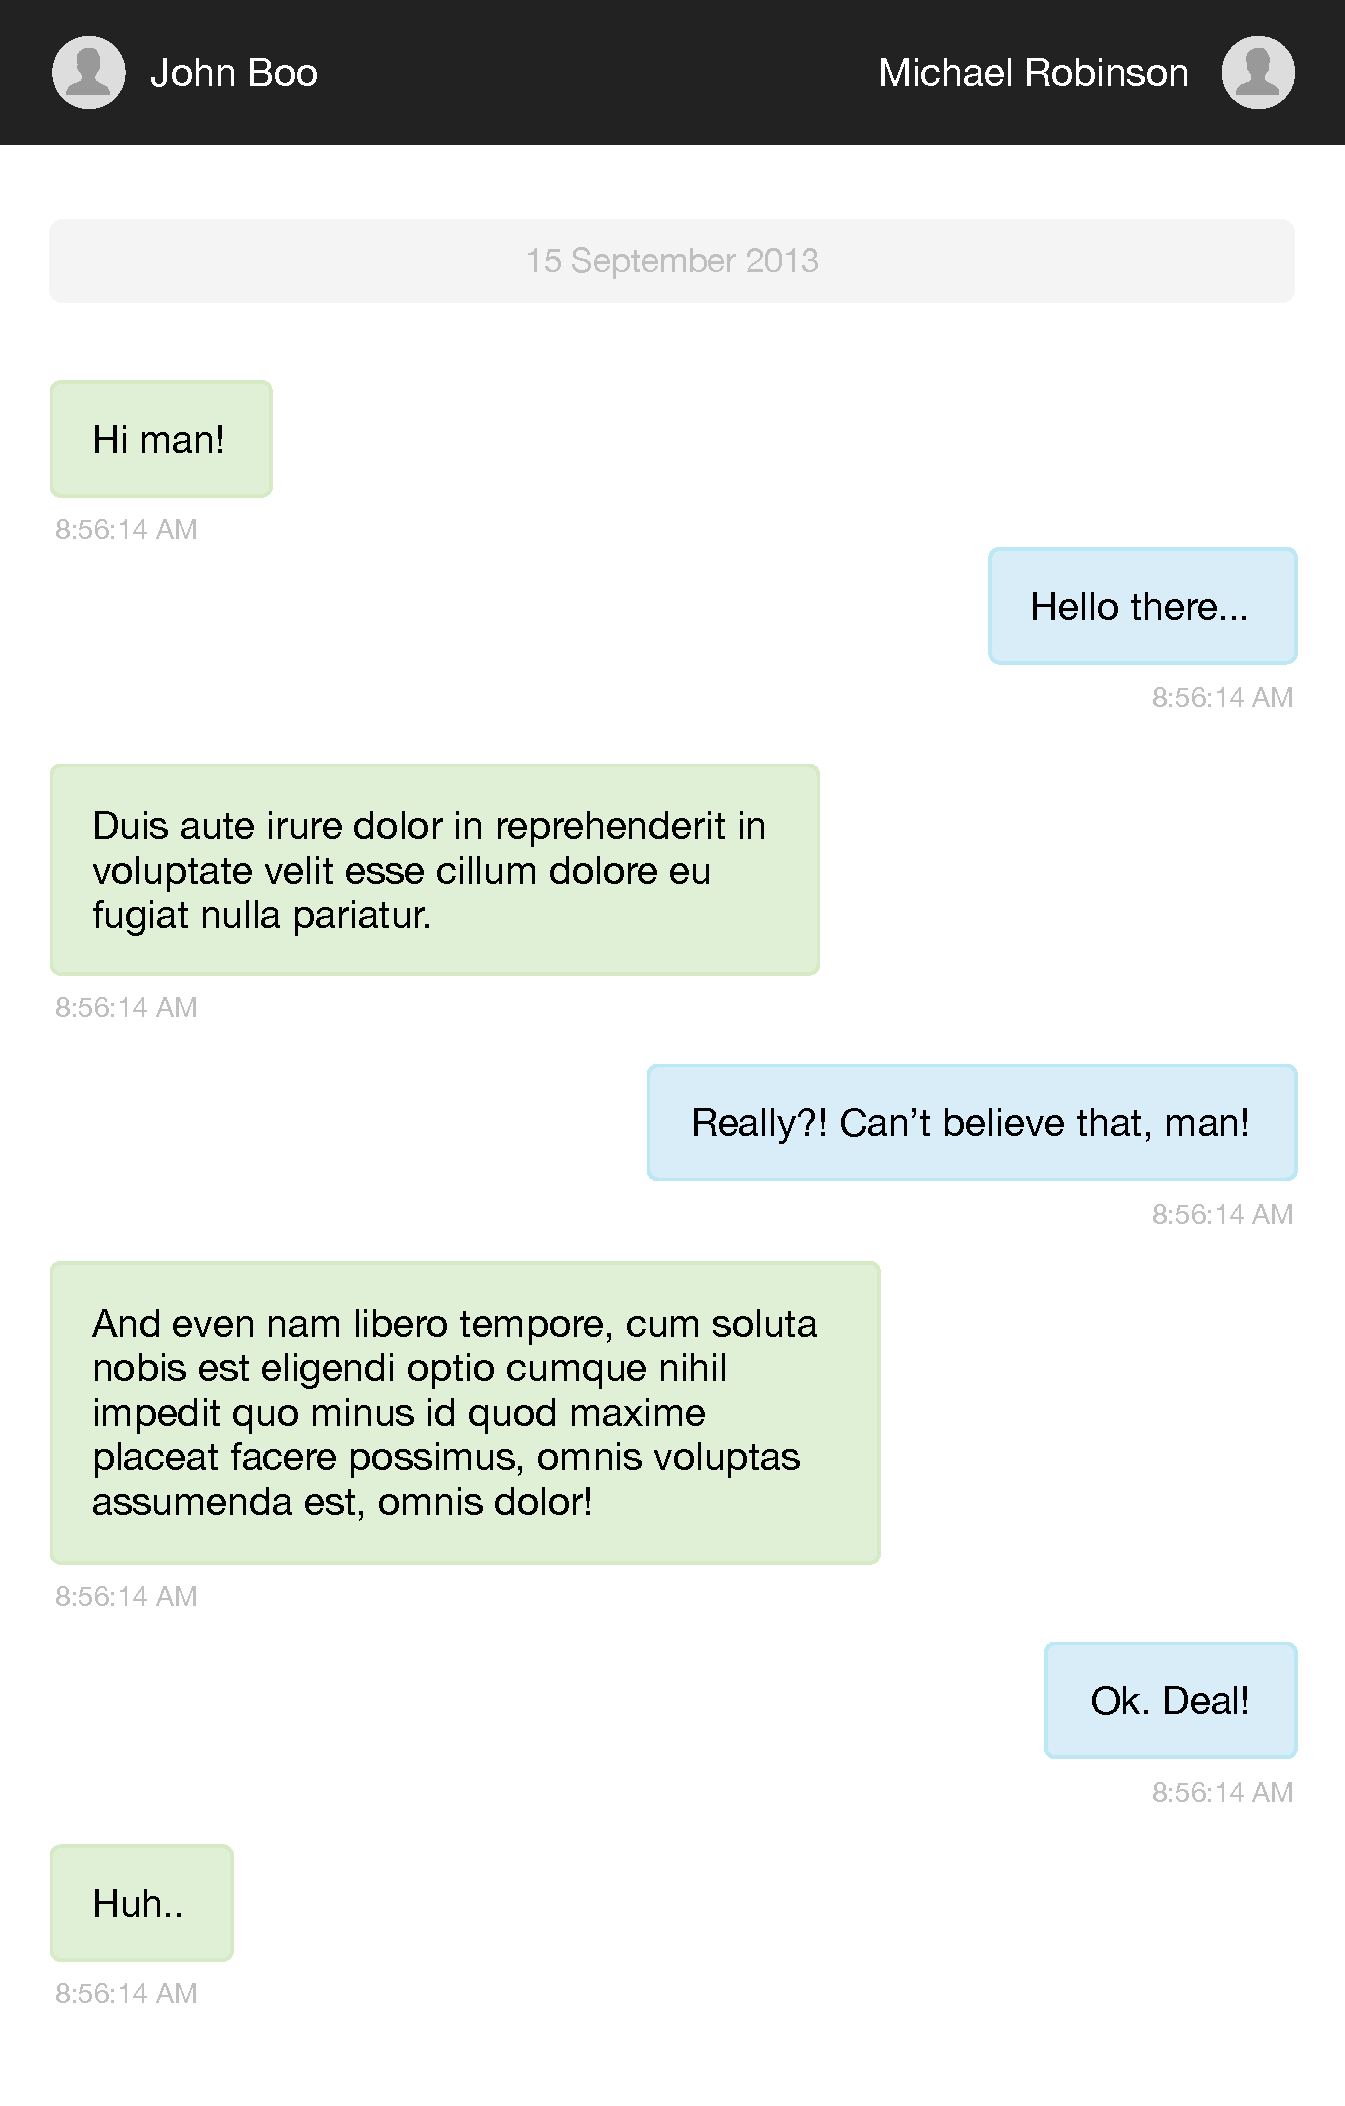 John Boo
Michael Robinson
15 September 2013
Hi man!
8:56:14 AM
Hello there...
8:56:14 AM
Duis aute irure dolor in reprehenderit in
voluptate velit esse cillum dolore eu
fugiat nulla pariatur.
8:56:14 AM
Really?! Can’t believe that, man!
8:56:14 AM
And even nam libero tempore, cum soluta
nobis est eligendi optio cumque nihil
impedit quo minus id quod maxime
placeat facere possimus, omnis voluptas
assumenda est, omnis dolor!
8:56:14 AM
Ok. Deal!
8:56:14 AM
Huh..
8:56:14 AM